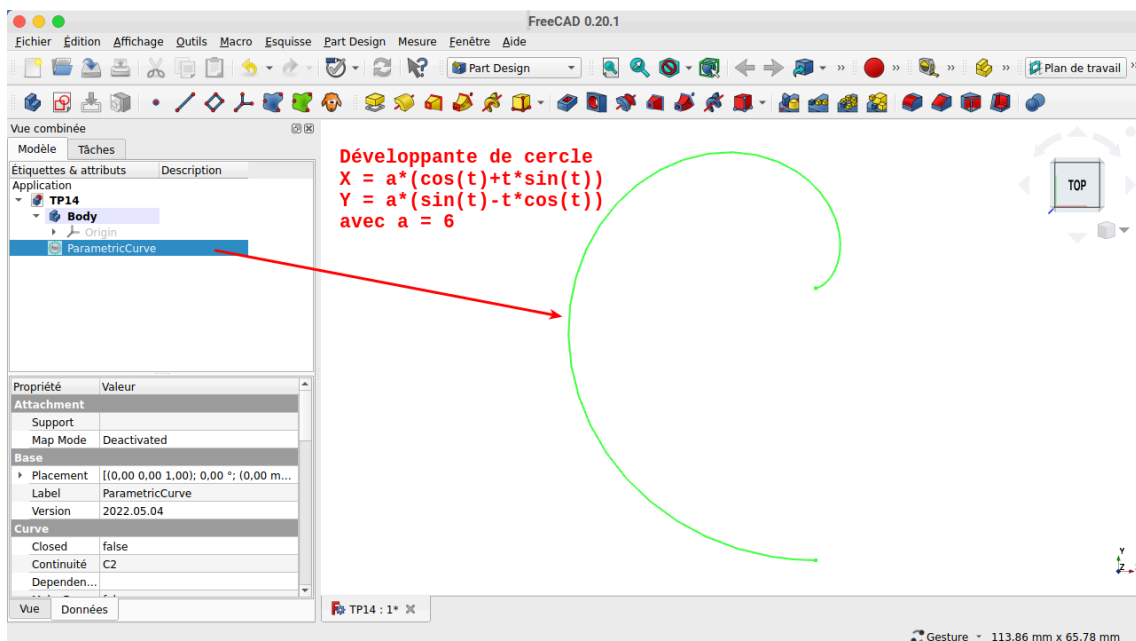 FreeCAD 0.20.1
Fichier Édition Affichage Outils Macro Esquisse Part Design Mesure Fenêtre Aide
Part Design » » » Plan de travail »
Vue combinée
Modèle Tâches
Étiquettes & attributs Description
Application
TP14
Body
Origin
ParametricCurve
Développante de cercle
X = a*(cos(t)+t*sin(t))
Y = a*(sin(t)-t*cos(t))
avec a = 6
TOP
Propriété Valeur
Attachment
Support
Map Mode Deactivated
Base
Placement [(0,00 0,00 1,00); 0,00 °; (0,00 m...
Label ParametricCurve
Version 2022.05.04
Curve
Closed false
Continuité C2
Dependen...
Y
Z
Vue Données
TP14 : 1*
Gesture 113.86 mm x 65.78 mm